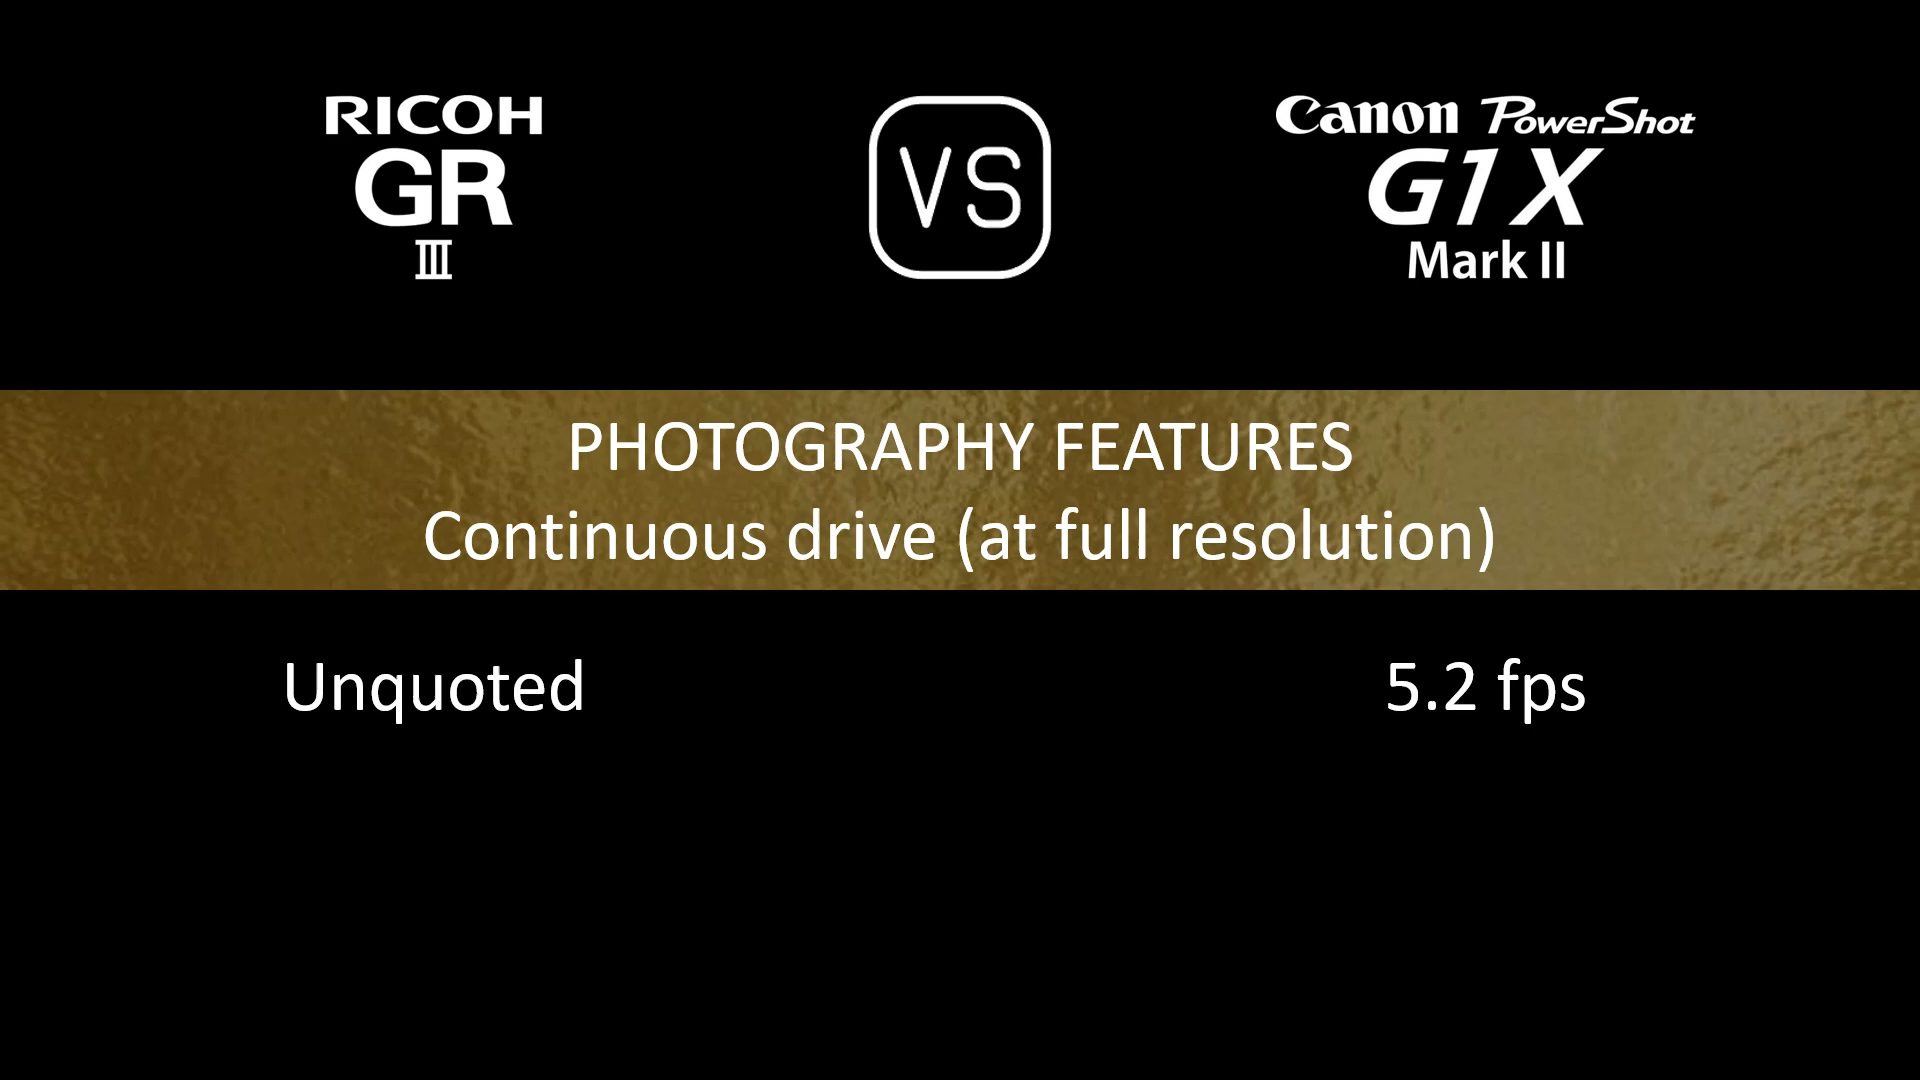 RICOH
GR
III
VS
Canon PowerShot
G1 X
Mark II
PHOTOGRAPHY FEATURES
Continuous drive (at full resolution)
Unquoted
5.2 fps